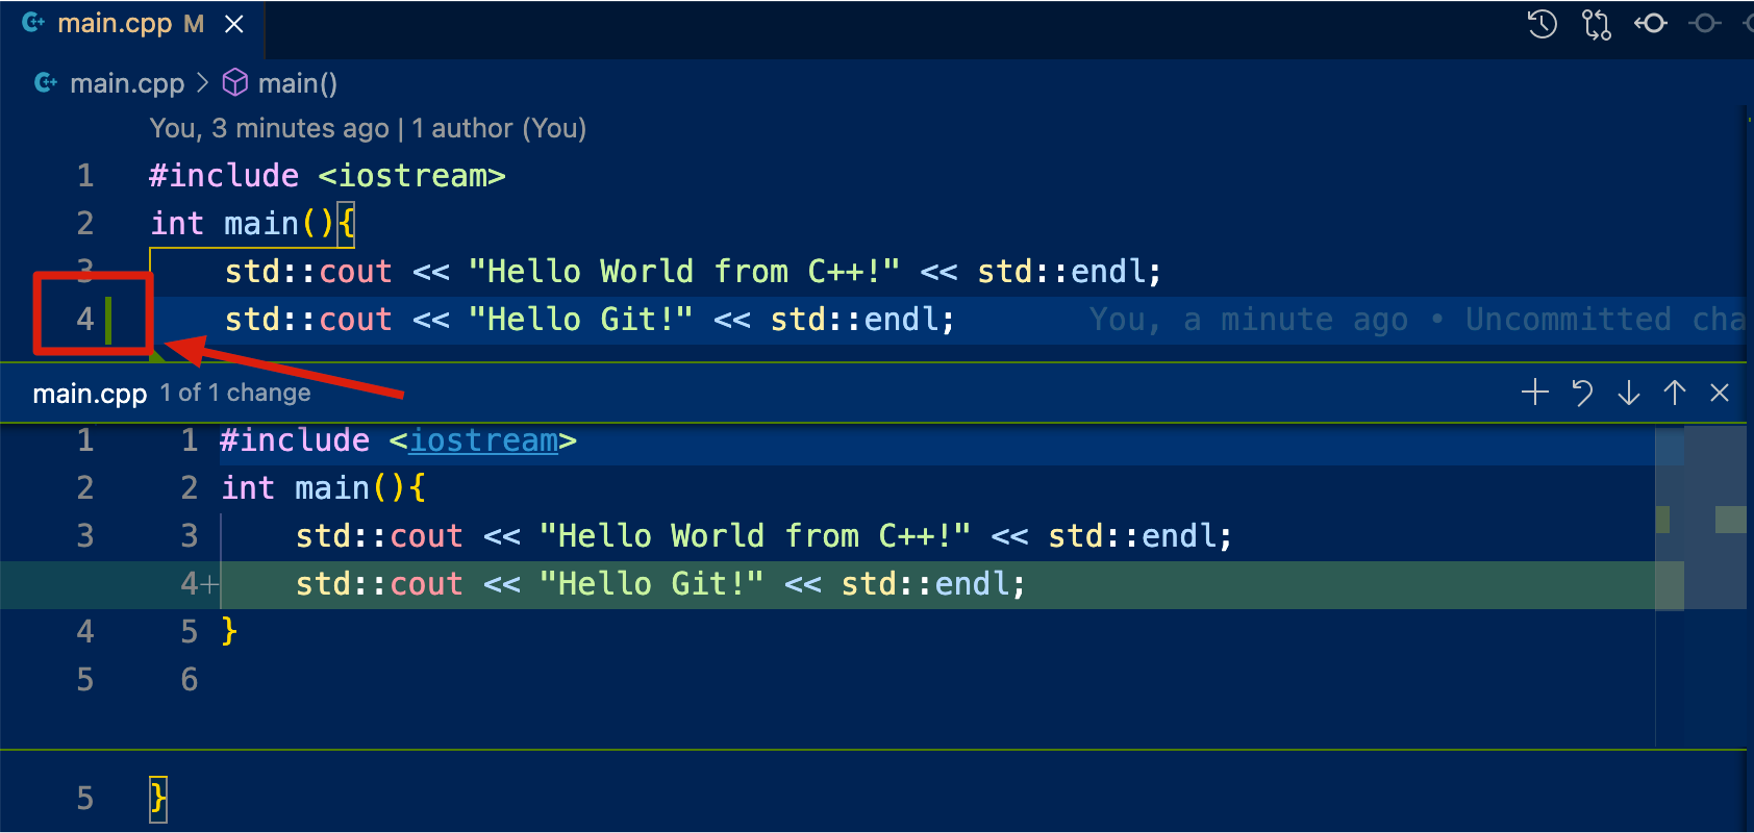 main.cpp M
main.cpp > main()
You, 3 minutes ago | 1 author (You)
1 #include <iostream>
2 int main(){
3 std::cout << "Hello World from C++!" << std::endl;
4 std::cout << "Hello Git!" << std::endl; You, a minute ago • Uncommitted cha
main.cpp 1 of 1 change
1 1 #include <iostream>
2 2 int main(){
3 3 std::cout << "Hello World from C++!" << std::endl;
4+ std::cout << "Hello Git!" << std::endl;
4 5 }
5 6
5 }